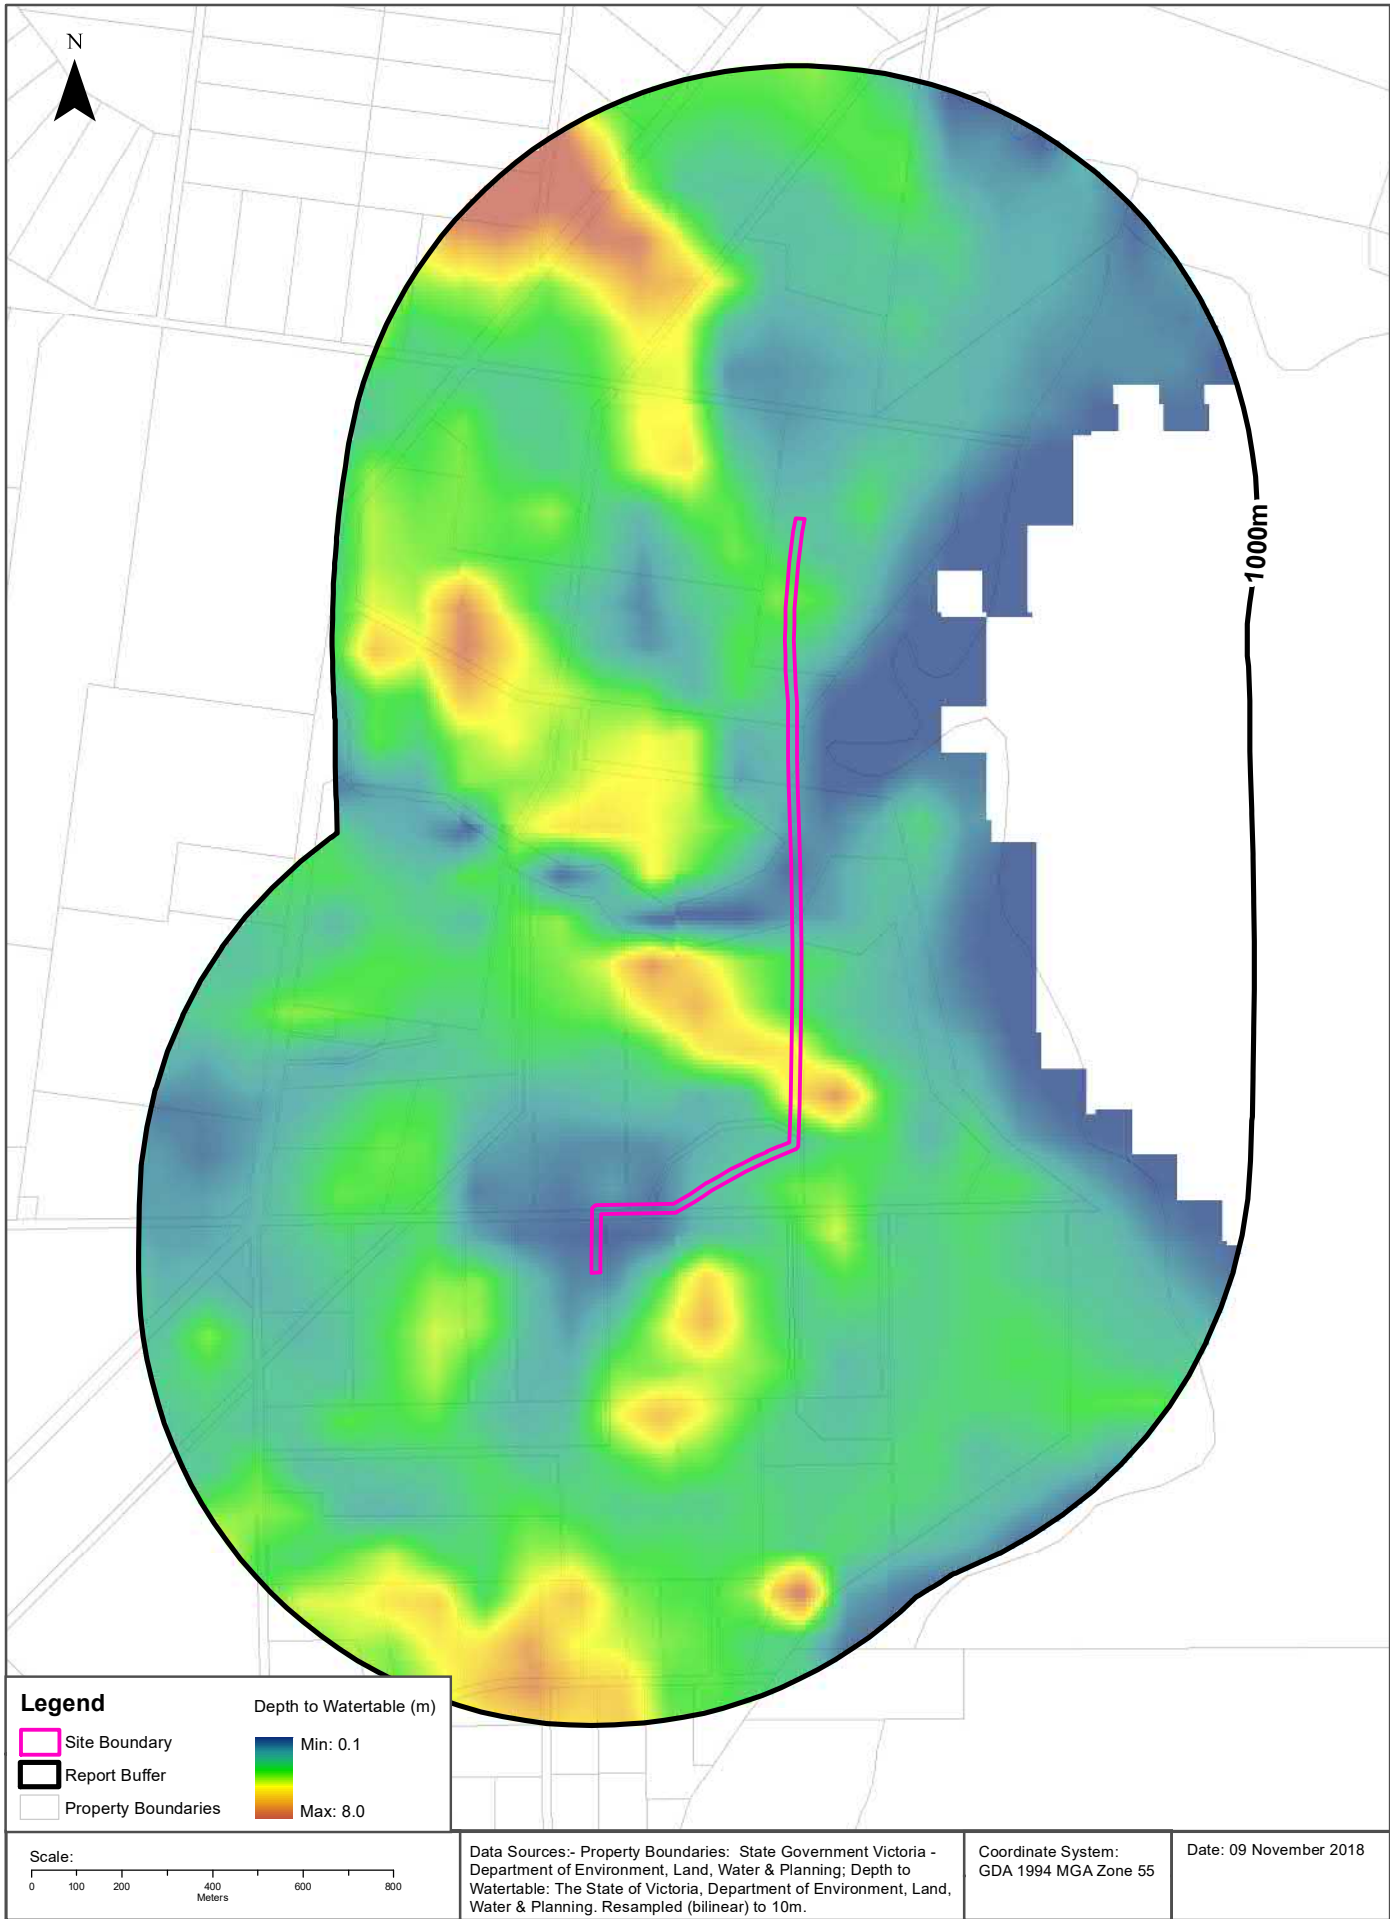 N
1000m
Legend
Depth to Watertable (m)
Site Boundary
Report Buffer
Property Boundaries
Min: 0.1
Max: 8.0
Scale:
0 100 200 400 600 800
Meters
Data Sources:- Property Boundaries: State Government Victoria -
Department of Environment, Land, Water & Planning; Depth to
Watertable: The State of Victoria, Department of Environment, Land,
Water & Planning. Resampled (bilinear) to 10m.
Coordinate System:
GDA 1994 MGA Zone 55
Date: 09 November 2018